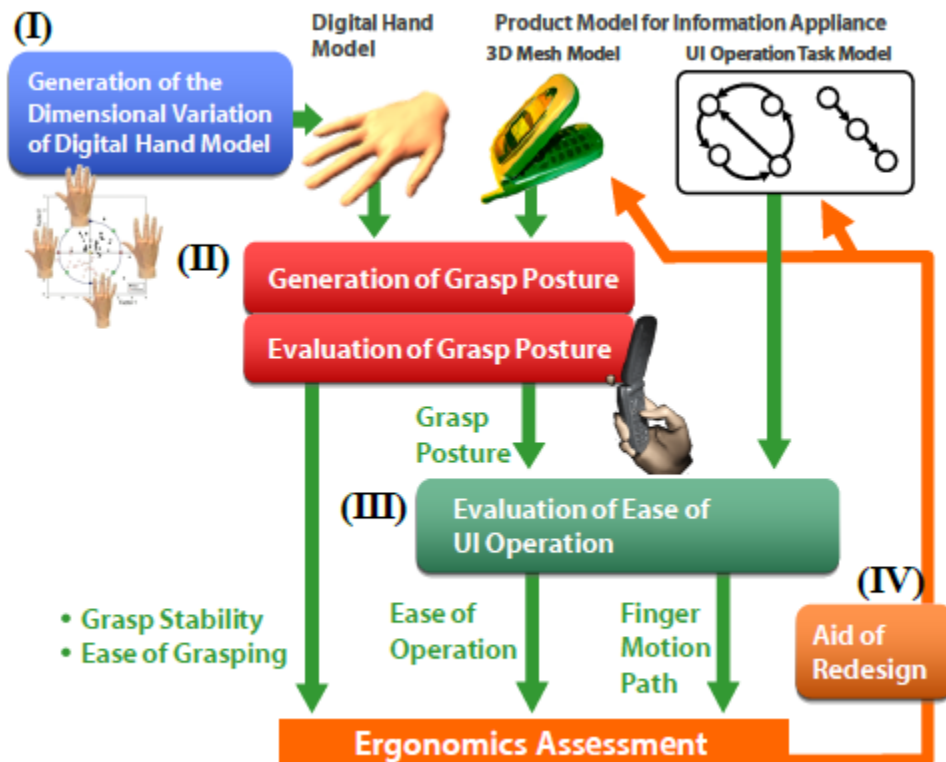 (I)
Digital Hand
Model
Product Model for Information Appliance
3D Mesh Model
UI Operation Task Model
Generation of the
Dimensional Variation
of Digital Hand Model
(II)
Generation of Grasp Posture
Evaluation of Grasp Posture
Grasp
Posture
(III)
Evaluation of Ease of
UI Operation
(IV)
• Grasp Stability
• Ease of Grasping
Ease of
Operation
Finger
Motion
Path
Aid of
Redesign
Ergonomics Assessment